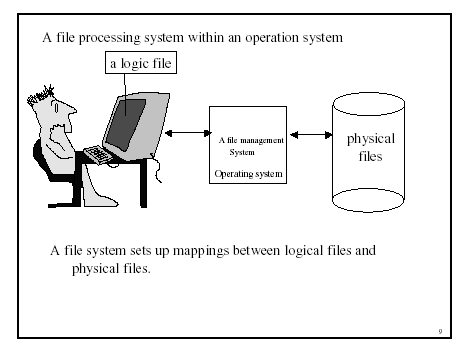 A file processing system within an operation system
a logic file
A file management
System
Operating system
physical
files
A file system sets up mappings between logical files and
physical files.
9